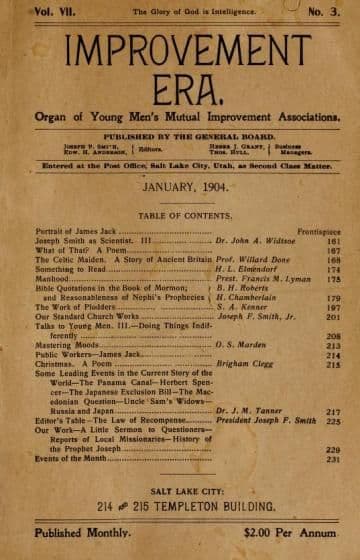 Vol. VII. The Glory of God is Intelligence. No. 3.
IMPROVEMENT
ERA.
Organ of Young Men's Mutual Improvement Associations.
PUBLISHED BY THE GENERAL BOARD.
JOSEPH F. SMITH, EDW. H. ANDERSON, } Editors. HEBER J. GRANT, THOS. HULL, } Business Managers.
Entered at the Post Office, Salt Lake City, Utah, as Second Class Matter.
JANUARY, 1904.
TABLE OF CONTENTS.
Portrait of James Jack Frontispiece
Joseph Smith as Scientist. III Dr. John A. Widtsoe 161
What of That? A Poem 167
The Celtic Maiden. A Story of Ancient Britain Prof. Willard Done 168
Something to Read H. L. Elmendorf 174
Manhood Prest. Francis M. Lyman 175
Bible Quotations in the Book of Mormon; { B. H. Roberts
and Reasonableness of Nephi's Prophecies { H. Chamberlain 179
The Work of Plodders S. A. Kenner 197
Our Standard Church Works Joseph F. Smith, Jr. 201
Talks to Young Men. III.—Doing Things Indif-
ferently 208
Mastering Moods O. S. Marden 213
Public Workers—James Jack 214
Christmas. A Poem Brigham Clegg 215
Some Leading Events in the Current Story of the
World—The Panama Canal—Herbert Spen-
cer—The Japanese Exclusion Bill—The Mac-
edonian Question—Uncle Sam's Widows—
Russia and Japan Dr. J. M. Tanner 217
Editor's Table—The Law of Recompense President Joseph F. Smith 225
Our Work—A Little Sermon to Questioners—
Reports of Local Missionaries—History of
the Prophet Joseph 229
Events of the Month 231
SALT LAKE CITY:
214 AND 215 TEMPLETON BUILDING.
Published Monthly. $2.00 Per Annum.